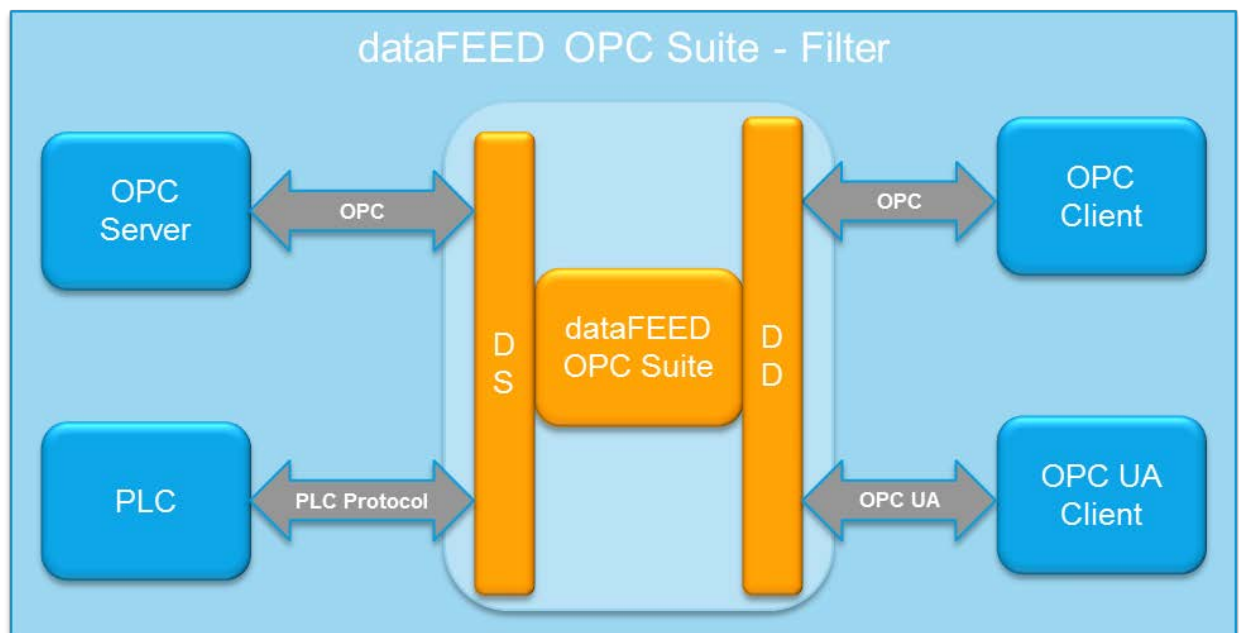 dataFEED OPC Suite - Filter
OPC
Server
OPC
OPC
OPC
Client
D
S
dataFEED
OPC Suite
D
D
PLC
PLC Protocol
OPC UA
OPC UA
Client